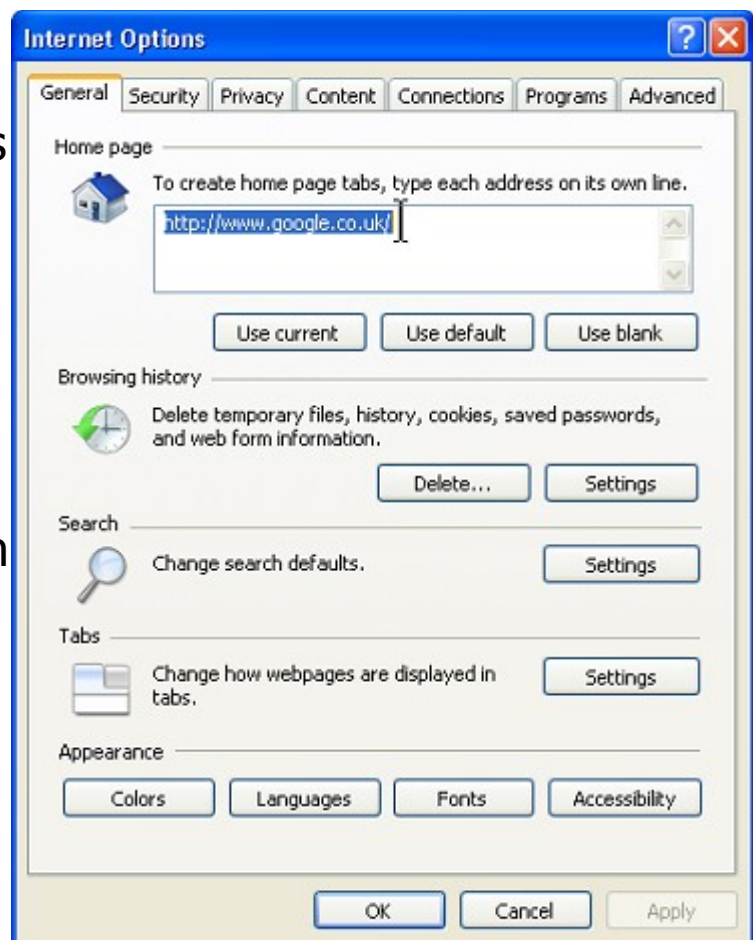 Internet Options
General Security Privacy Content Connections Programs Advanced
s
Home page
To create home page tabs, type each address on its own line.
http://www.google.co.uk/
Use current Use default Use blank
Browsing history
Delete temporary files, history, cookies, saved passwords,
and web form information.
Delete... Settings
Search
n
Change search defaults. Settings
Tabs
Change how webpages are displayed in
tabs.
Settings
Appearance
Colors Languages Fonts Accessibility
OK Cancel Apply